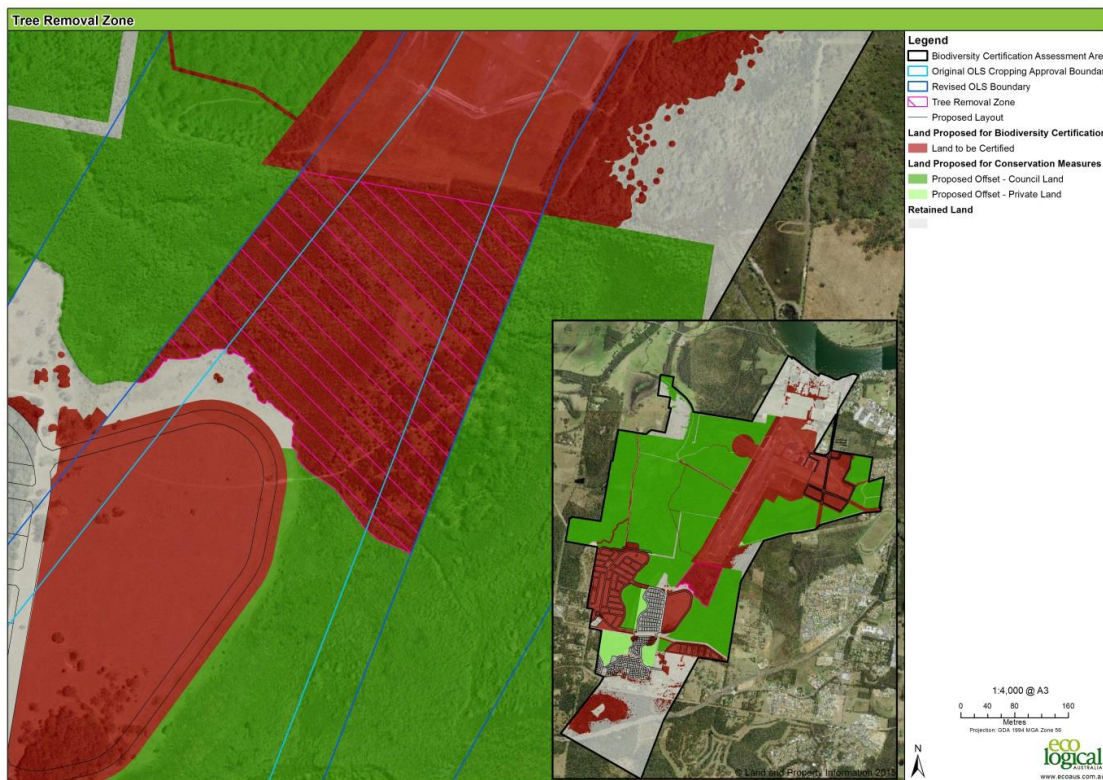 Tree Removal Zone
Legend
Biodiversity Certification Assessment Are
Original OLS Cropping Approval Boundar
Revised OLS Boundary
Tree Removal Zone
Proposed Layout
Land Proposed for Biodiversity Certification
Land to be Certified
Land Proposed for Conservation Measures
Proposed Offset - Council Land
Proposed Offset - Private Land
Retained Land
1:4,000 @ A3
0 40 80 160
Metres
Projection: GDA 1994 MGA Zone 56
N
eco
logical
AUSTRALIA
www.ecoaus.com.au
© Land and Property Information 2015